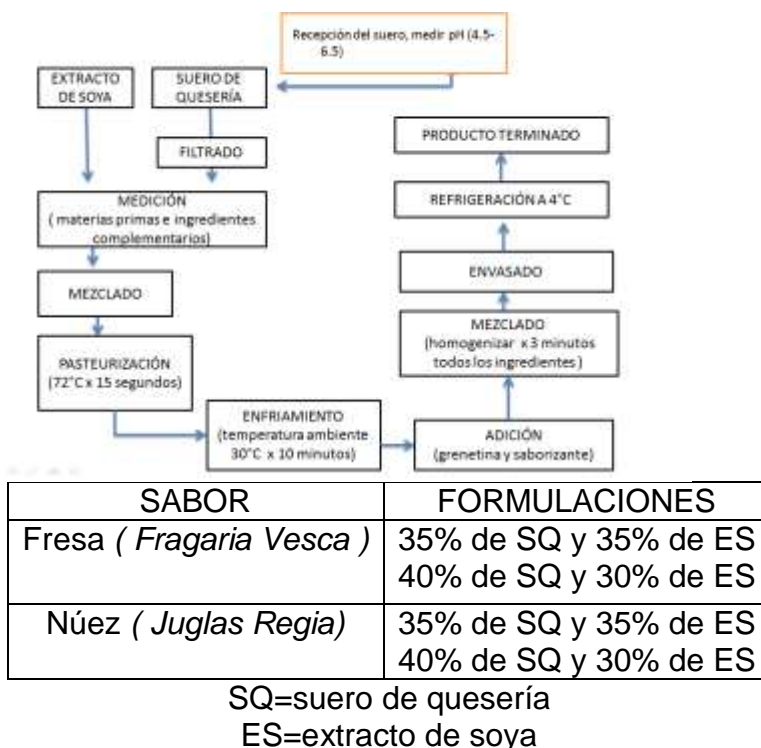 Recepción del suero, medir pH (4.5-
6.5)
EXTRACTO
DE SOYA
SUERO DE
QUESERÍA
FILTRADO
MEDICIÓN
( materías primas e ingredientes
complementarios)
MEZCLADO
PASTEURIZACIÓN
(72°C x 15 segundos)
ENFRIAMIENTO
(temperatura ambiente
30°C x 10 minutos)
ADICIÓN
(grenetina y saborizante)
MEZCLADO
(homogenizar x 3 minutos
todos los ingredientes )
ENVASADO
REFRIGERACIÓN A 4°C
PRODUCTO TERMINADO
SABOR
FORMULACIONES
Fresa ( Fragaria Vesca )
35% de SQ y 35% de ES
40% de SQ y 30% de ES
Núez ( Juglas Regia)
35% de SQ y 35% de ES
40% de SQ y 30% de ES
SQ=suero de quesería
ES=extracto de soya